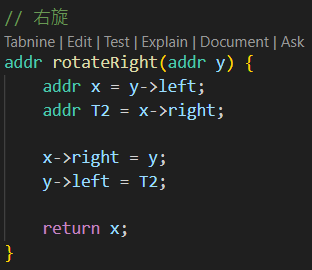 // 右旋
Tabnine | Edit | Test | Explain | Document | Ask
addr rotateRight(addr y) {
    addr x = y->left;
    addr T2 = x->right;

    x->right = y;
    y->left = T2;

    return x;
}